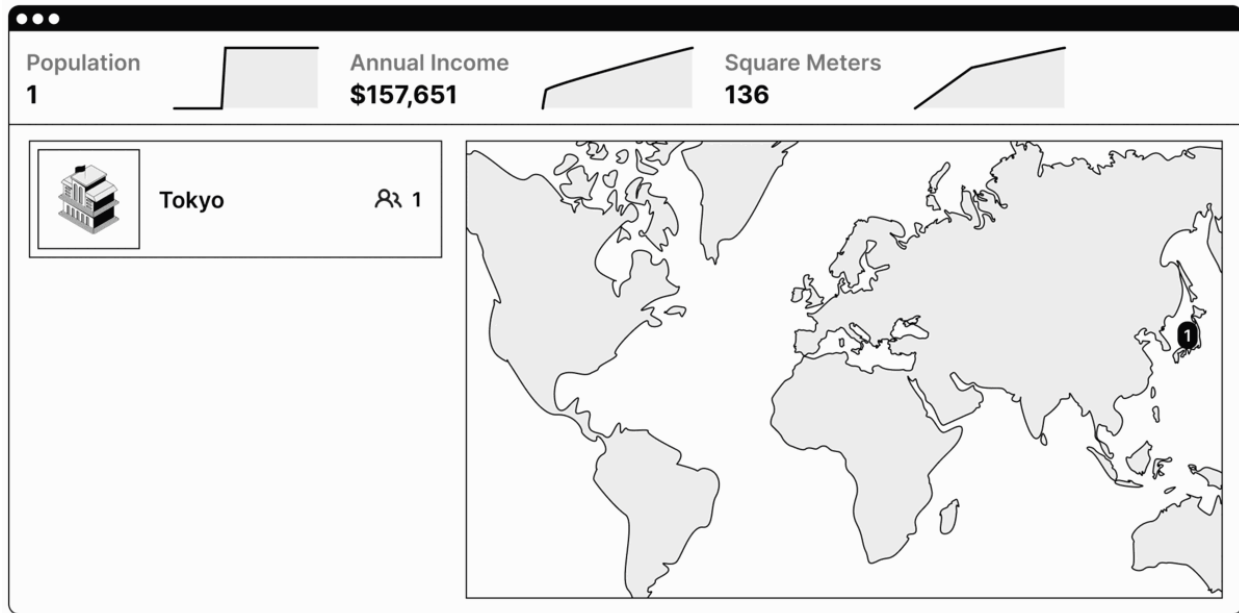 Population
1
Annual Income
$157,651
Square Meters
136
Tokyo
1
1